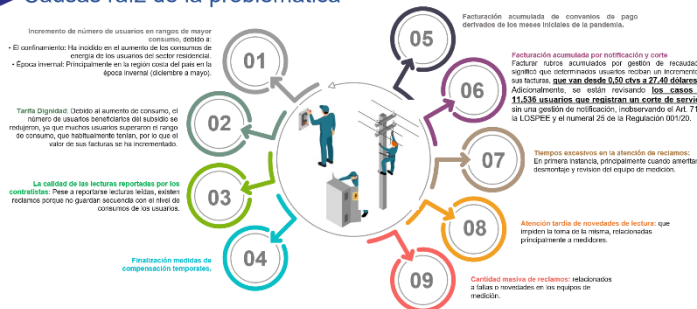 Causas raíz de la problemática
Incremento de número de usuarios en rangos de mayor
consumo, debido a:
• El confinamiento: Ha incidido en el aumento de los consumos de
energía de los usuarios del sector residencial.
• Época invernal: Principalmente en la región costa del país en la
época invernal (diciembre a mayo).
01
Tarifa Dignidad: Debido al aumento de consumo, el
número de usuarios beneficiarios del subsidio se
redujeron, ya que muchos usuarios superaron el rango
de consumo, que habitualmente tenían, por lo que el
valor de sus facturas se ha incrementado.
02
La calidad de las lecturas reportadas por los
contratistas: Pese a reportarse lecturas leídas, existen
reclamos porque no guardan secuencia con el nivel de
consumos de los usuarios.
03
Finalización medidas de
compensación temporales.
04
05
Facturación acumulada de convenios de pago
derivados de los meses iniciales de la pandemia.
06
Facturación acumulada por notificación y corte
Facturar rubros acumulados por gestión de recaudac
significó que determinados usuarios reciban un incremento
sus facturas, que van desde 0,50 ctvs a 27.40 dólares
Adicionalmente, se están revisando los casos
11.536 usuarios que registran un corte de servic
sin una gestión de notificación, inobservando el Art. 71
la LOSPEE y el numeral 25 de la Regulación 001/20.
07
Tiempos excesivos en la atención de reclamos:
En primera instancia, principalmente cuando ameritan
desmontaje y revisión del equipo de medición.
08
Atención tardía de novedades de lectura: que
impiden la toma de la misma, relacionadas
principalmente a medidores.
09
Cantidad masiva de reclamos: relacionados
a fallas o novedades en los equipos de
medición.